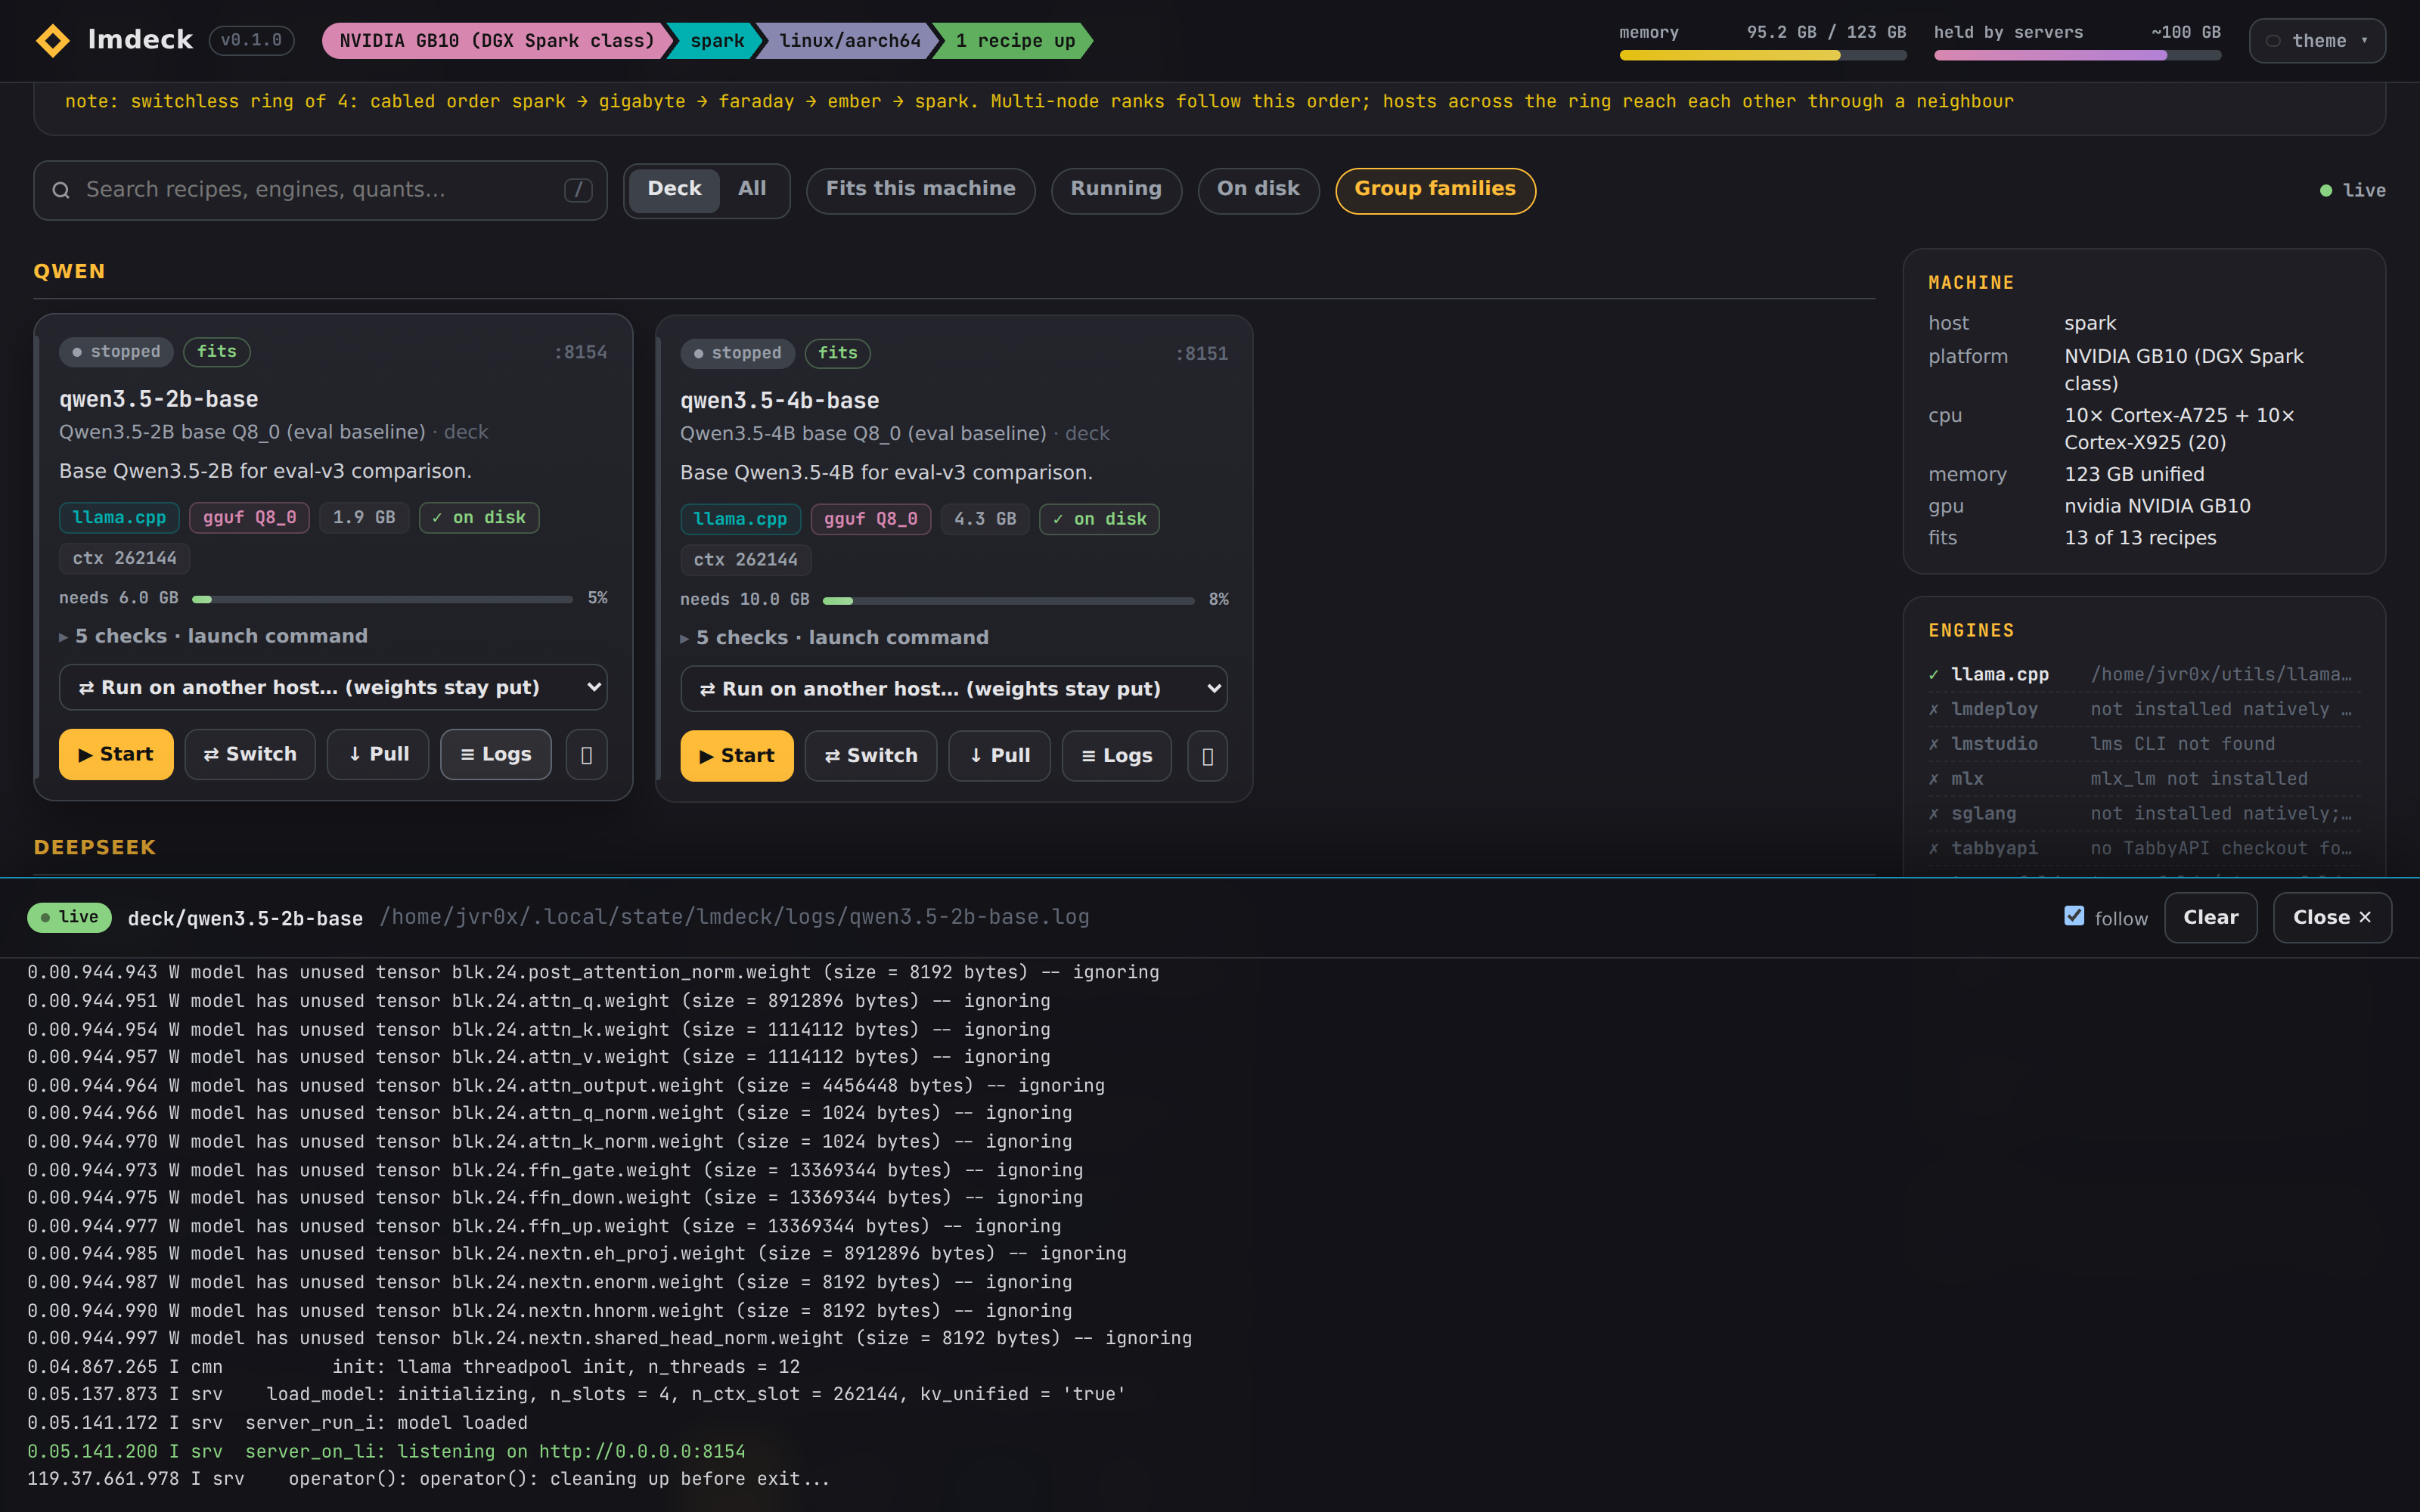 lmdeck v0.1.0 NVIDIA GB10 (DGX Spark class) spark linux/aarch64 1 recipe up
memory 95.2 GB / 123 GB held by servers ~100 GB theme ▾
note: switchless ring of 4: cabled order spark → gigabyte → faraday → ember → spark. Multi-node ranks follow this order; hosts across the ring reach each other through a neighbour
Search recipes, engines, quants... / Deck All Fits this machine Running On disk Group families live
QWEN
stopped fits :8154
qwen3.5-2b-base
Qwen3.5-2B base Q8_0 (eval baseline) · deck
Base Qwen3.5-2B for eval-v3 comparison.
llama.cpp gguf Q8_0 1.9 GB ✓ on disk
ctx 262144
needs 6.0 GB 5%
▸ 5 checks · launch command
⇄ Run on another host... (weights stay put)
▶ Start ⇄ Switch ↓ Pull ≡ Logs
stopped fits :8151
qwen3.5-4b-base
Qwen3.5-4B base Q8_0 (eval baseline) · deck
Base Qwen3.5-4B for eval-v3 comparison.
llama.cpp gguf Q8_0 4.3 GB ✓ on disk
ctx 262144
needs 10.0 GB 8%
▸ 5 checks · launch command
⇄ Run on another host... (weights stay put)
▶ Start ⇄ Switch ↓ Pull ≡ Logs
DEEPSEEK
MACHINE
host spark
platform NVIDIA GB10 (DGX Spark
class)
cpu 10× Cortex-A725 + 10×
Cortex-X925 (20)
memory 123 GB unified
gpu nvidia NVIDIA GB10
fits 13 of 13 recipes
ENGINES
✓ llama.cpp /home/jvr0x/utils/llama…
✗ lmdeploy not installed natively …
✗ lmstudio lms CLI not found
✗ mlx mlx_lm not installed
✗ sglang not installed natively;…
✗ tabbyapi no TabbyAPI checkout fo…
live deck/qwen3.5-2b-base /home/jvr0x/.local/state/lmdeck/logs/qwen3.5-2b-base.log follow Clear Close ✕
0.00.944.943 W model has unused tensor blk.24.post_attention_norm.weight (size = 8192 bytes) -- ignoring
0.00.944.951 W model has unused tensor blk.24.attn_q.weight (size = 8912896 bytes) -- ignoring
0.00.944.954 W model has unused tensor blk.24.attn_k.weight (size = 1114112 bytes) -- ignoring
0.00.944.957 W model has unused tensor blk.24.attn_v.weight (size = 1114112 bytes) -- ignoring
0.00.944.964 W model has unused tensor blk.24.attn_output.weight (size = 4456448 bytes) -- ignoring
0.00.944.966 W model has unused tensor blk.24.attn_q_norm.weight (size = 1024 bytes) -- ignoring
0.00.944.970 W model has unused tensor blk.24.attn_k_norm.weight (size = 1024 bytes) -- ignoring
0.00.944.973 W model has unused tensor blk.24.ffn_gate.weight (size = 13369344 bytes) -- ignoring
0.00.944.975 W model has unused tensor blk.24.ffn_down.weight (size = 13369344 bytes) -- ignoring
0.00.944.977 W model has unused tensor blk.24.ffn_up.weight (size = 13369344 bytes) -- ignoring
0.00.944.985 W model has unused tensor blk.24.nextn.eh_proj.weight (size = 8912896 bytes) -- ignoring
0.00.944.987 W model has unused tensor blk.24.nextn.enorm.weight (size = 8192 bytes) -- ignoring
0.00.944.990 W model has unused tensor blk.24.nextn.hnorm.weight (size = 8192 bytes) -- ignoring
0.00.944.997 W model has unused tensor blk.24.nextn.shared_head_norm.weight (size = 8192 bytes) -- ignoring
0.04.867.265 I cmn          init: llama threadpool init, n_threads = 12
0.05.137.873 I srv    load_model: initializing, n_slots = 4, n_ctx_slot = 262144, kv_unified = 'true'
0.05.141.172 I srv  server_run_i: model loaded
0.05.141.200 I srv  server_on_li: listening on http://0.0.0.0:8154
119.37.661.978 I srv    operator(): operator(): cleaning up before exit...